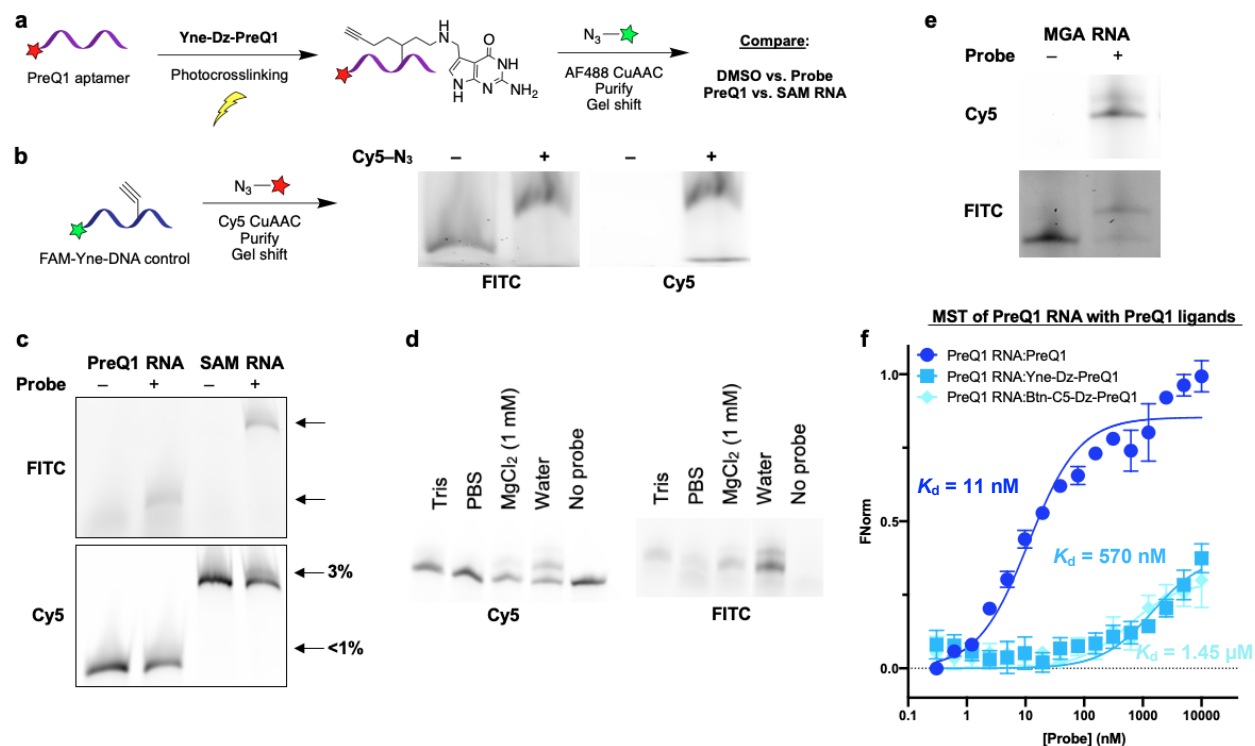 a
PreQ1 aptamer
Yne-Dz-PreQ1
Photocrosslinking
HN
O
NH
N
H
N
NH₂
N₃
AF488 CuAAC
Purify
Gel shift
Compare:
DMSO vs. Probe
PreQ1 vs. SAM RNA
b
FAM-Yne-DNA control
N₃
Cy5 CuAAC
Purify
Gel shift
Cy5–N₃ – + – +
FITC Cy5
c
PreQ1 RNA SAM RNA
Probe – + – +
FITC
Cy5
3%
<1%
d
Tris
PBS
MgCl₂ (1 mM)
Water
No probe
Cy5
Tris
PBS
MgCl₂ (1 mM)
Water
No probe
FITC
e
MGA RNA
Probe – +
Cy5
FITC
MST of PreQ1 RNA with PreQ1 ligands
f
PreQ1 RNA:PreQ1
PreQ1 RNA:Yne-Dz-PreQ1
PreQ1 RNA:Btn-C5-Dz-PreQ1
Kd = 11 nM
Kd = 570 nM
Kd = 1.45 µM
FNorm
1.0
0.5
0.0
0.1 1 10 100 1000 10000
[Probe] (nM)